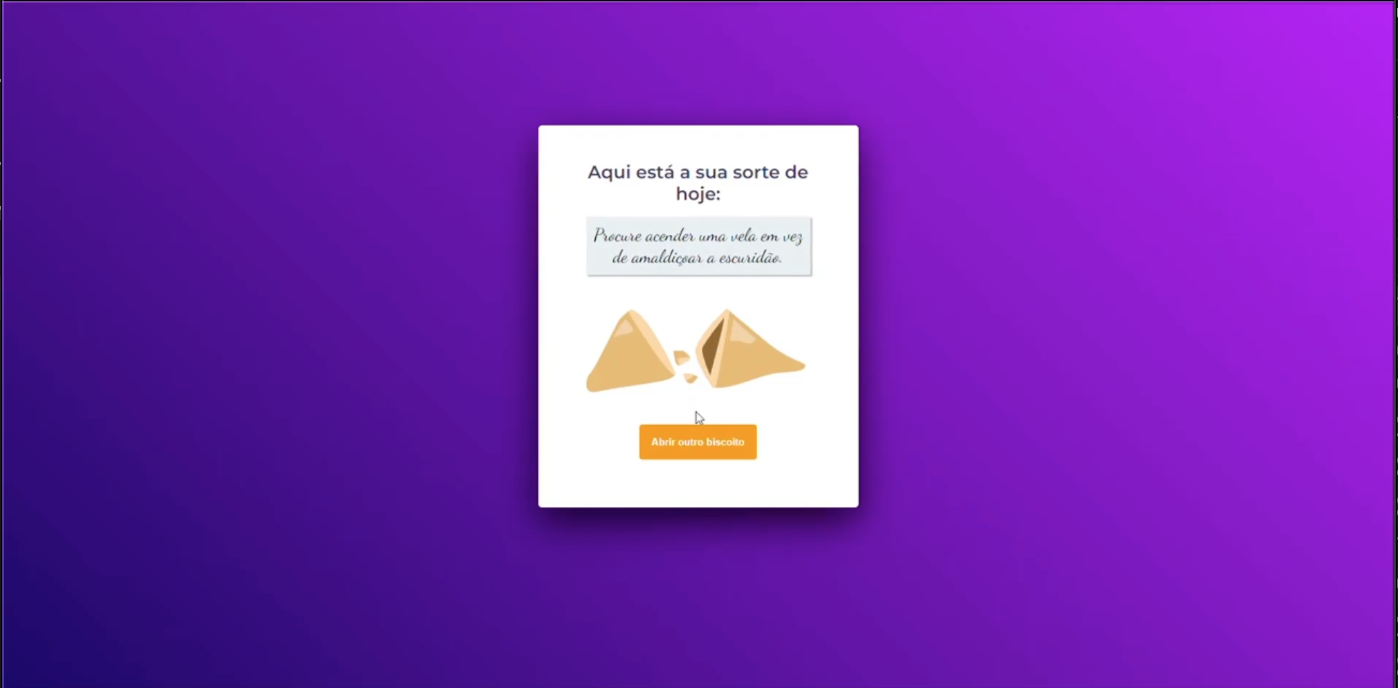 Aqui está a sua sorte de
hoje:
Procure acender uma vela em vez
de amaldiçoar a escuridão.
Abrir outro biscoito